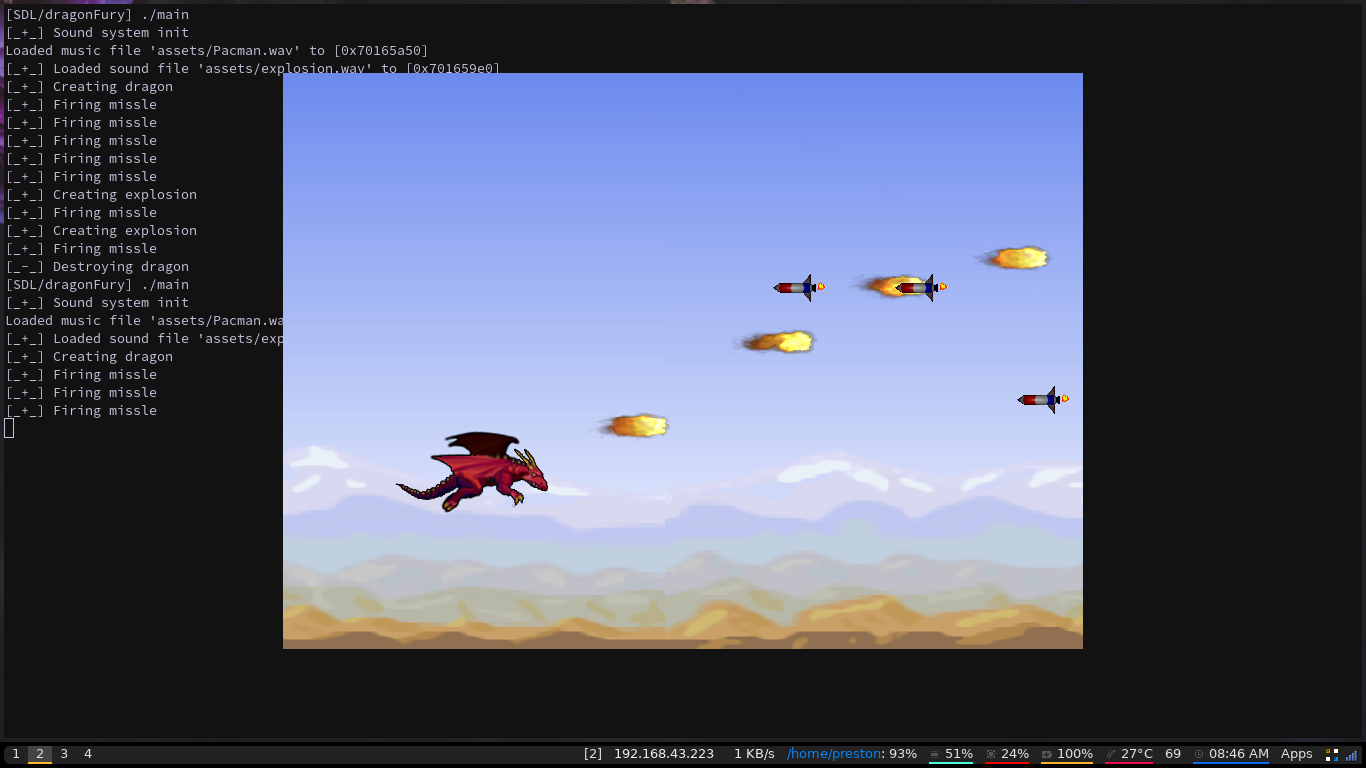 [SDL/dragonFury] ./main
[_+_] Sound system init
Loaded music file 'assets/Pacman.wav' to [0x70165a50]
[_+_] Loaded sound file 'assets/explosion.wav' to [0x701659e0]
[_+_] Creating dragon
[_+_] Firing missle
[_+_] Firing missle
[_+_] Firing missle
[_+_] Firing missle
[_+_] Firing missle
[_+_] Creating explosion
[_+_] Firing missle
[_+_] Creating explosion
[_+_] Firing missle
[_-_] Destroying dragon
[SDL/dragonFury] ./main
[_+_] Sound system init
Loaded music file 'assets/Pacman.wa
[_+_] Loaded sound file 'assets/exp
[_+_] Creating dragon
[_+_] Firing missle
[_+_] Firing missle
[_+_] Firing missle
1 2 3 4 [2] 192.168.43.223 1 KB/s /home/preston: 93% 51% 24% 100% 27°C 69 08:46 AM Apps